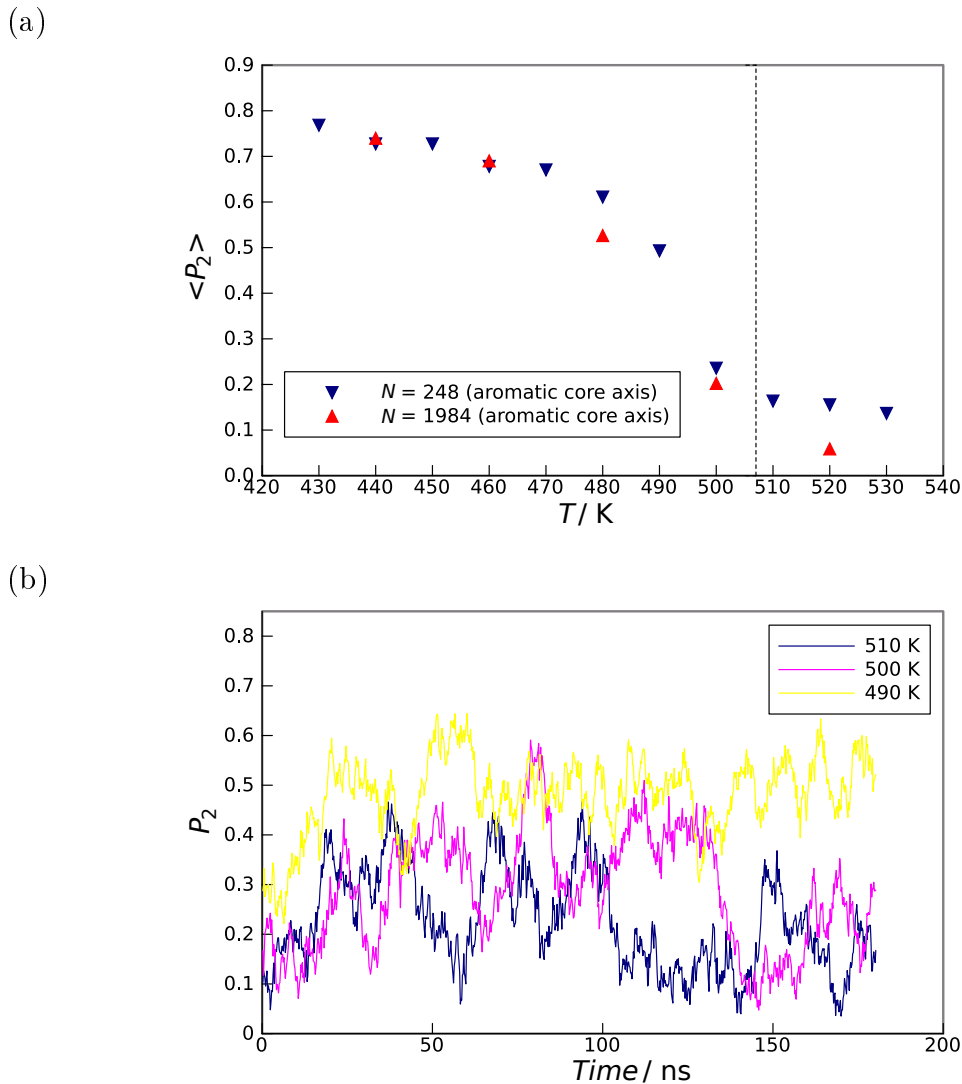 (a)
0.9
0.8
0.7
0.6
0.5
0.4
0.3
0.2
0.1
0.0
<P₂>
N = 248 (aromatic core axis)
N = 1984 (aromatic core axis)
420 430 440 450 460 470 480 490 500 510 520 530 540
T / K
(b)
0.8
0.7
0.6
0.5
0.4
0.3
0.2
0.1
0
P₂
510 K
500 K
490 K
0 50 100 150 200
Time / ns